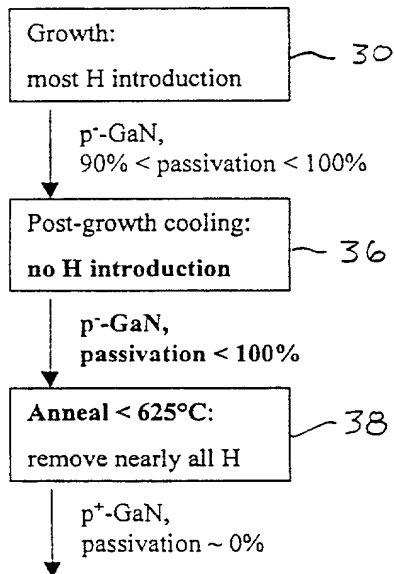 Growth:
most H introduction
30
p⁻-GaN,
90% < passivation < 100%
Post-growth cooling:
no H introduction
36
p⁻-GaN,
passivation < 100%
Anneal < 625°C:
remove nearly all H
38
p⁺-GaN,
passivation ~ 0%